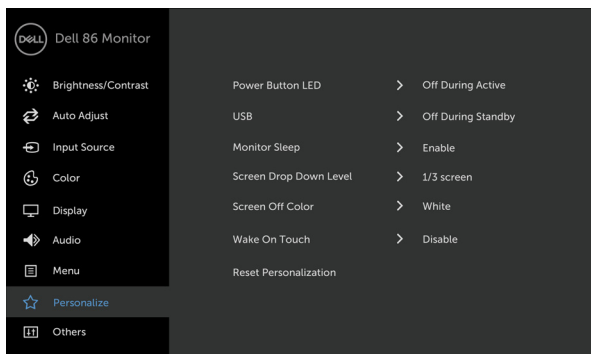 DELL Dell 86 Monitor
Brightness/Contrast
Auto Adjust
Input Source
Color
Display
Audio
Menu
Personalize
Others
Power Button LED > Off During Active
USB > Off During Standby
Monitor Sleep > Enable
Screen Drop Down Level > 1/3 screen
Screen Off Color > White
Wake On Touch > Disable
Reset Personalization